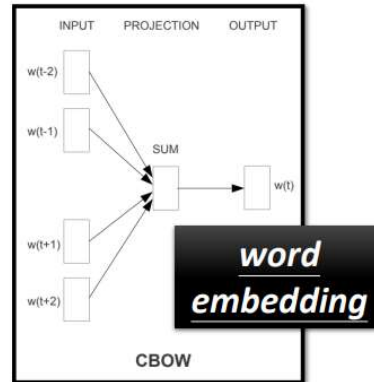 INPUT PROJECTION OUTPUT
w(t-2)
w(t-1)
SUM
w(t)
w(t+1)
w(t+2)
word
embedding
CBOW